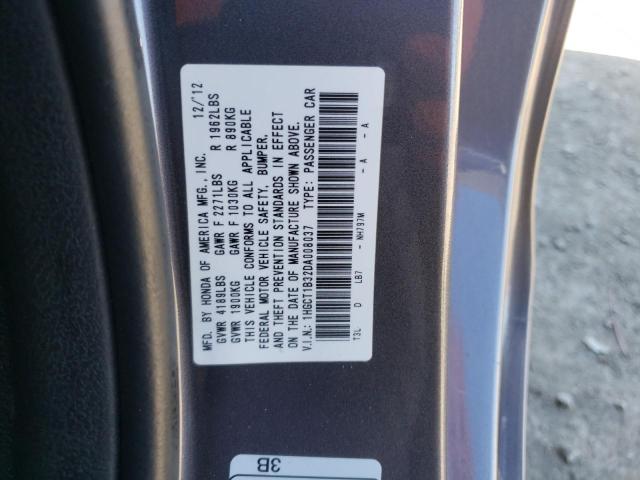 MFD. BY HONDA OF AMERICA MFG., INC. 12/'12
GVWR 4189LBS GAWR F 2271LBS R 1962LBS
GVWR 1900KG GAWR F 1030KG R 890KG
THIS VEHICLE CONFORMS TO ALL APPLICABLE
FEDERAL MOTOR VEHICLE SAFETY, BUMPER,
AND THEFT PREVENTION STANDARDS IN EFFECT
ON THE DATE OF MANUFACTURE SHOWN ABOVE.
V.I.N.: 1HGCT1B32DA008037 TYPE: PASSENGER CAR
T3L D LB7 - NH797M - A - A
3B